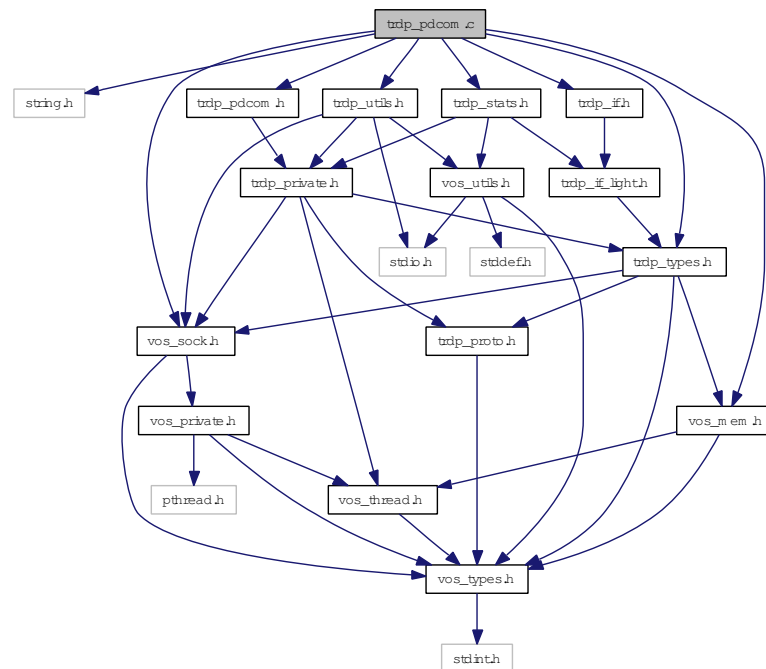 trdp_pdcom.c
string.h
trdp_pdcom.h
trdp_utils.h
trdp_stats.h
trdp_if.h
trdp_private.h
vos_utils.h
trdp_if_light.h
stdio.h
stddef.h
trdp_types.h
vos_sock.h
trdp_proto.h
vos_private.h
vos_mem.h
pthread.h
vos_thread.h
vos_types.h
stdint.h